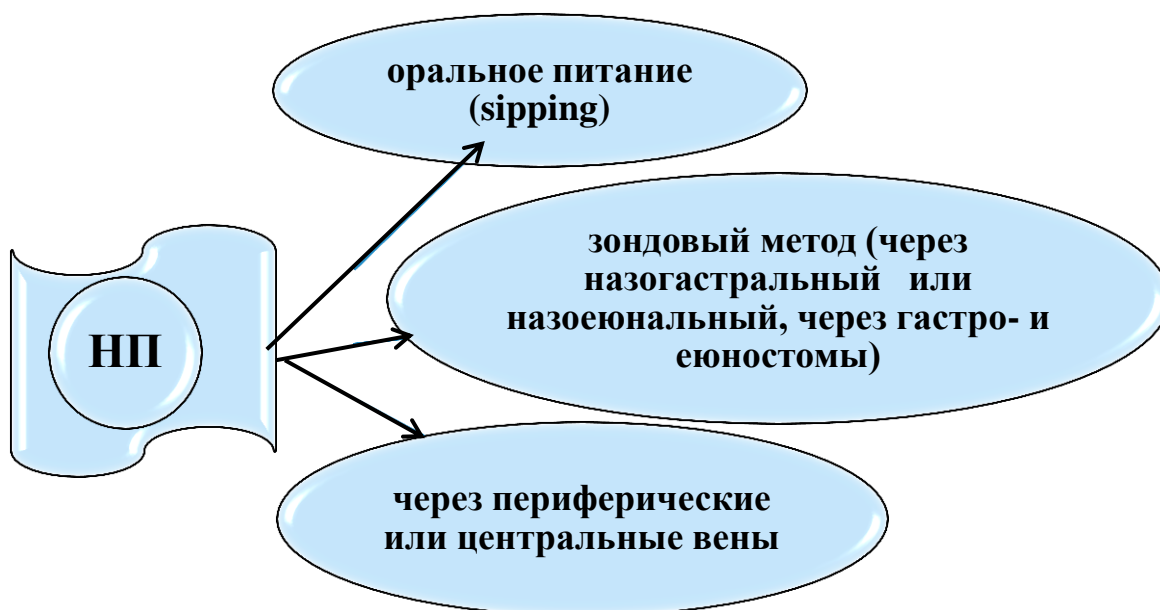 оральное питание
(sipping)
зондовый метод (через
назогастральный или
назоеюнальный, через гастро- и
еюностомы)
НП
через периферические
или центральные вены